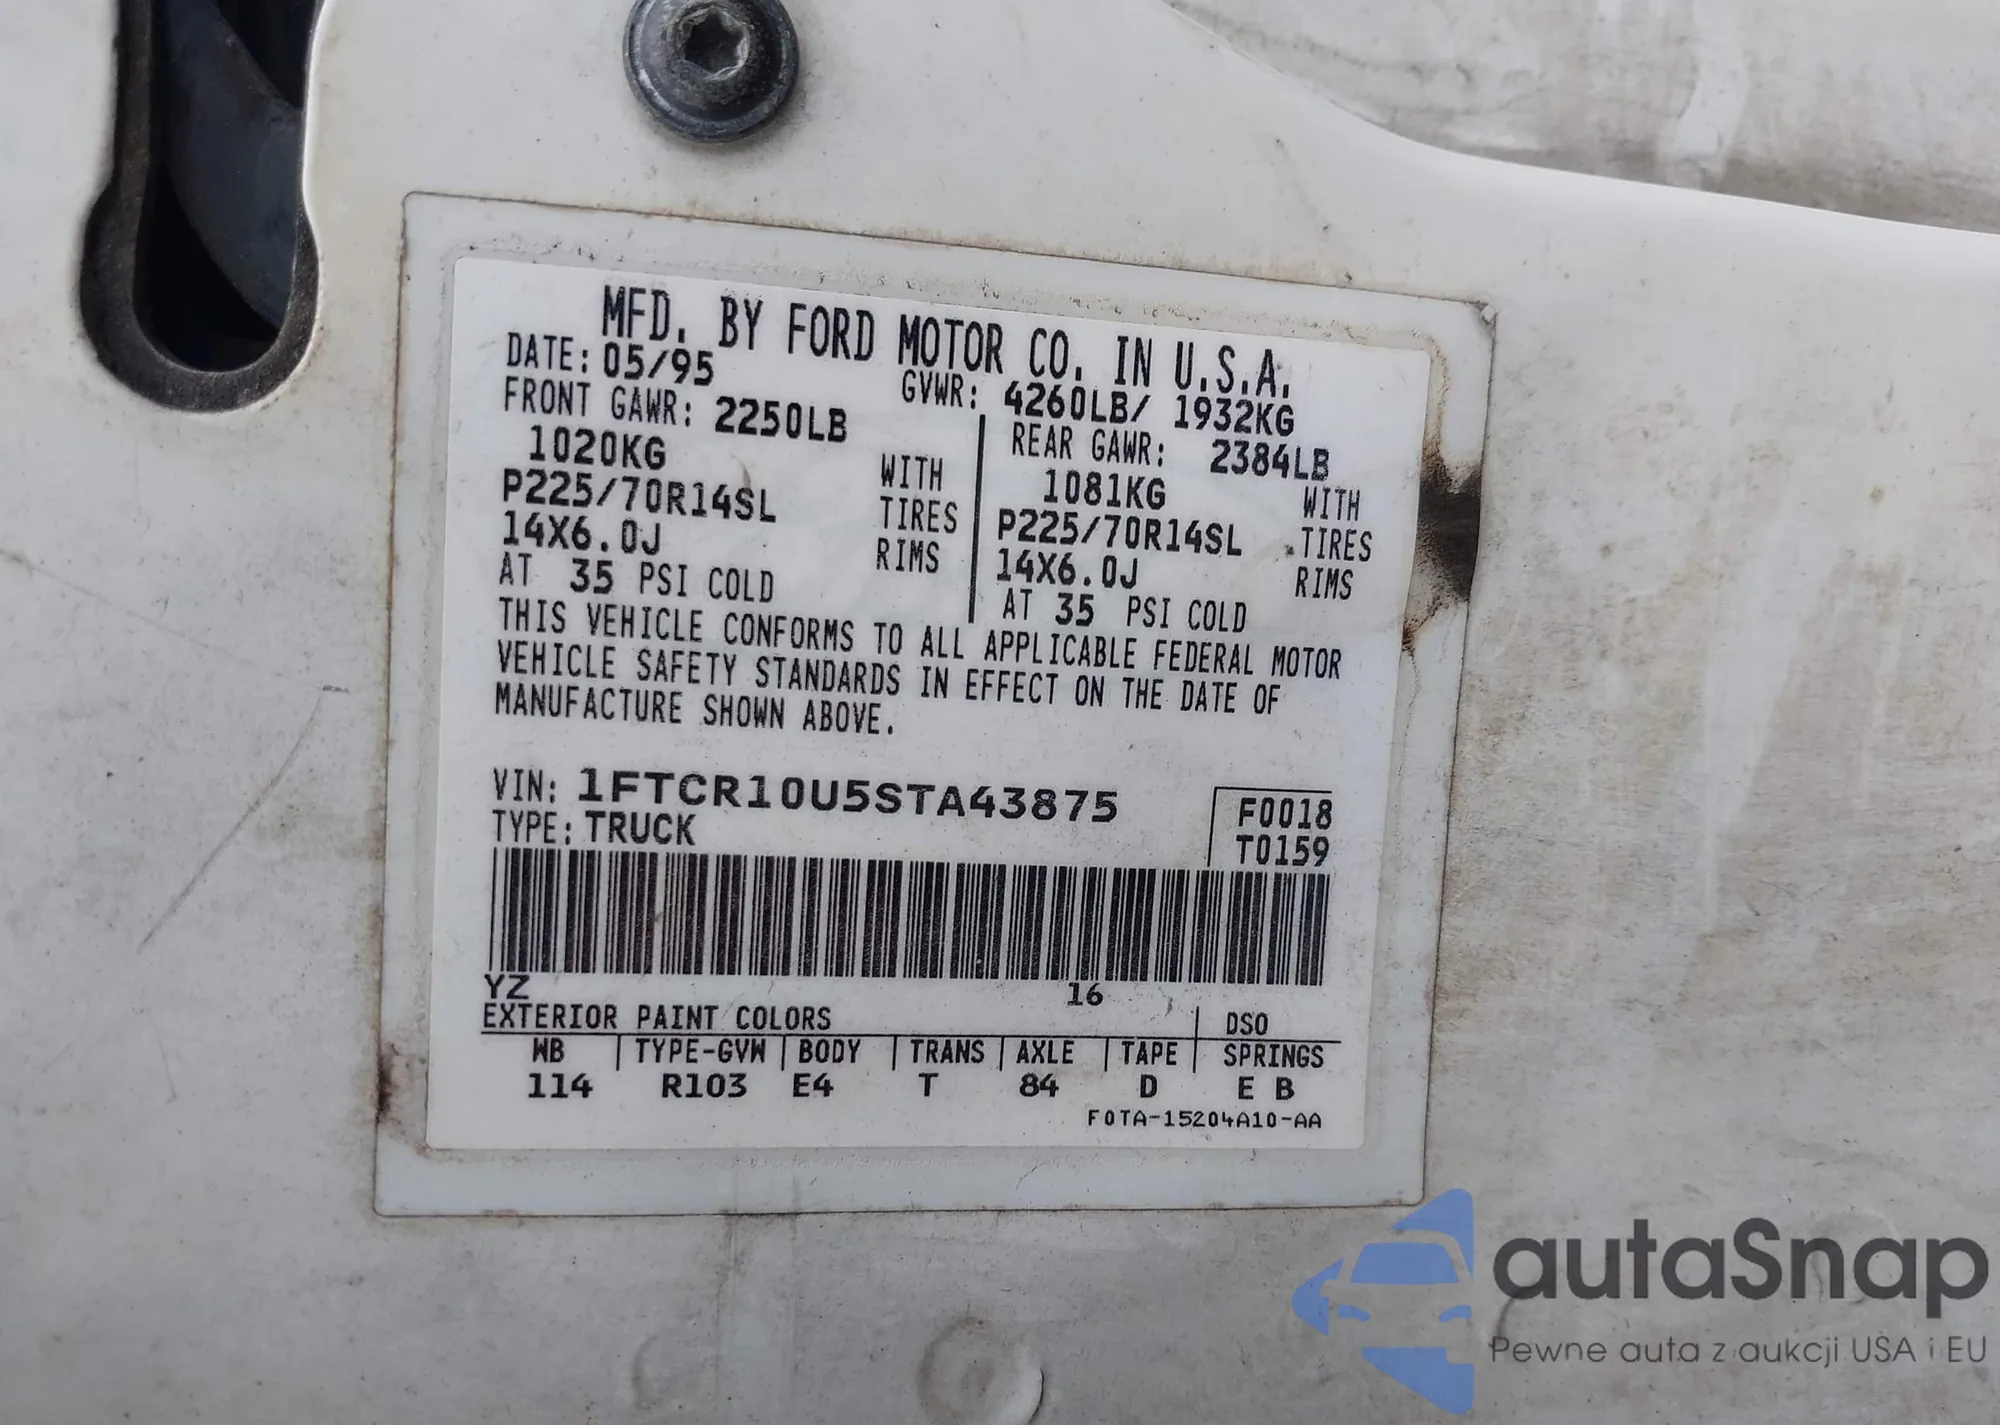 MFD. BY FORD MOTOR CO. IN U.S.A.
DATE: 05/95 GVWR: 4260LB/ 1932KG
FRONT GAWR: 2250LB REAR GAWR: 2384LB
1020KG WITH 1081KG WITH
P225/70R14SL TIRES P225/70R14SL TIRES
14X6.0J RIMS 14X6.0J RIMS
AT 35 PSI COLD AT 35 PSI COLD
THIS VEHICLE CONFORMS TO ALL APPLICABLE FEDERAL MOTOR
VEHICLE SAFETY STANDARDS IN EFFECT ON THE DATE OF
MANUFACTURE SHOWN ABOVE.
VIN: 1FTCR10U5STA43875 F0018
TYPE: TRUCK T0159
YZ 16
EXTERIOR PAINT COLORS DSO
WB TYPE-GVW BODY TRANS AXLE TAPE SPRINGS
114 R103 E4 T 84 D E B
F0TA-15204A10-AA
autaSnap
Pewne auta z aukcji USA i EU